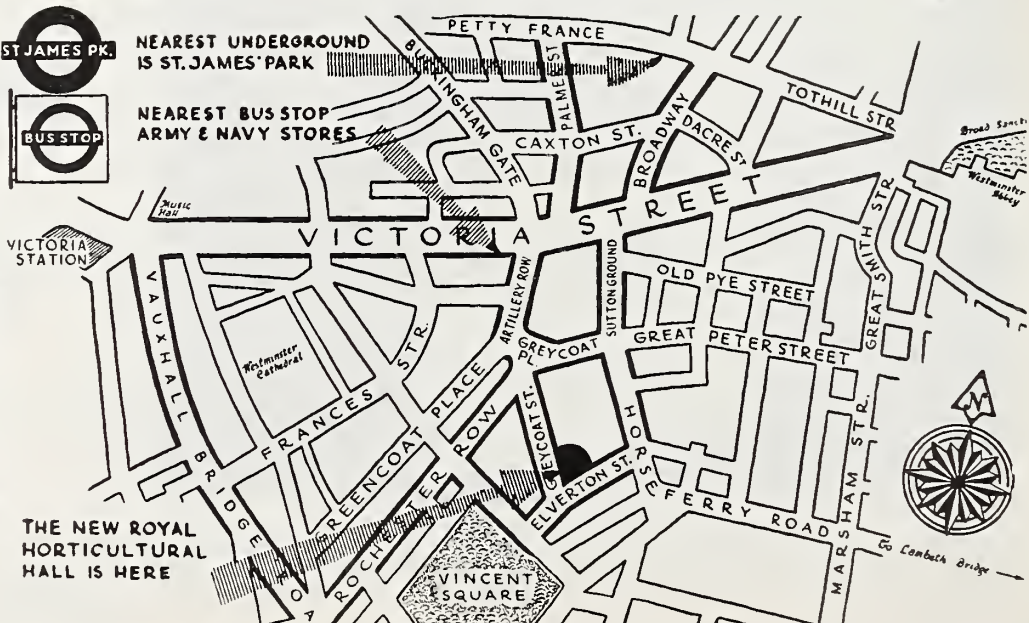 ST JAMES PK.
NEAREST UNDERGROUND
IS ST. JAMES' PARK
BUS STOP
NEAREST BUS STOP
ARMY & NAVY STORES
PETTY FRANCE
BUCKINGHAM GATE
PALMER ST
CAXTON ST.
BROADWAY
DACRE ST
TOTHILL STR
Westminster
Abbey
Music
Hall
VICTORIA
STATION
VICTORIA STREET
VAUXHALL BRIDGE ROA
Westminster
Cathedral
ARTILLERY ROW
SUTTON GROUND
OLD PYE STREET
GREAT SMITH STR.
GREYCOAT
PL.
GREAT PETER STREET
FRANCES STR.
GREENCOAT PLACE
ROCHESTER ROW
GREYCOAT ST.
ELVERTON ST.
HORSEFERRY ROAD
MARSHAM STR.
N
Go Lambeth Bridge
THE NEW ROYAL
HORTICULTURAL
HALL IS HERE
VINCENT
SQUARE